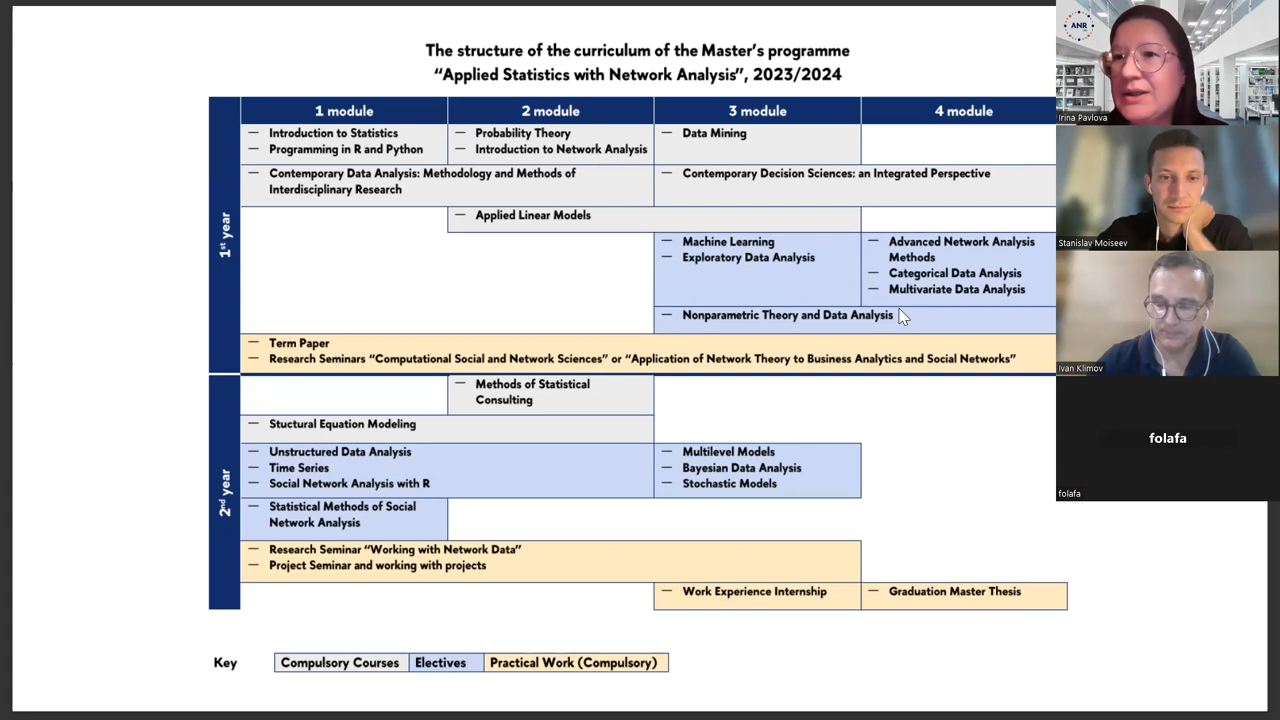 The structure of the curriculum of the Master's programme
“Applied Statistics with Network Analysis”, 2023/2024
1 module
2 module
3 module
4 module
1st year
— Introduction to Statistics
— Programming in R and Python
— Probability Theory
— Introduction to Network Analysis
— Data Mining
— Contemporary Data Analysis: Methodology and Methods of
Interdisciplinary Research
— Contemporary Decision Sciences: an Integrated Perspective
— Applied Linear Models
— Machine Learning
— Exploratory Data Analysis
— Advanced Network Analysis
Methods
— Categorical Data Analysis
— Multivariate Data Analysis
— Nonparametric Theory and Data Analysis
— Term Paper
— Research Seminars “Computational Social and Network Sciences” or “Application of Network Theory to Business Analytics and Social Networks”
2nd year
— Methods of Statistical
Consulting
— Stuctural Equation Modeling
— Unstructured Data Analysis
— Time Series
— Social Network Analysis with R
— Multilevel Models
— Bayesian Data Analysis
— Stochastic Models
— Statistical Methods of Social
Network Analysis
— Research Seminar “Working with Network Data”
— Project Seminar and working with projects
— Work Experience Internship
— Graduation Master Thesis
Key
Compulsory Courses
Electives
Practical Work (Compulsory)
ANR
Irina Pavlova
Stanislav Moiseev
Ivan Klimov
folafa
folafa